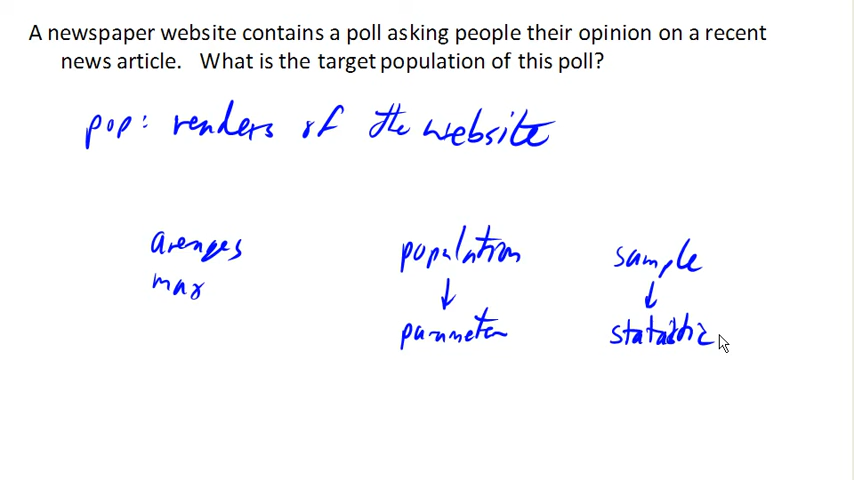 A newspaper website contains a poll asking people their opinion on a recent
news article. What is the target population of this poll?
pop: readers of the website
averages population sample
max
parameter statistic